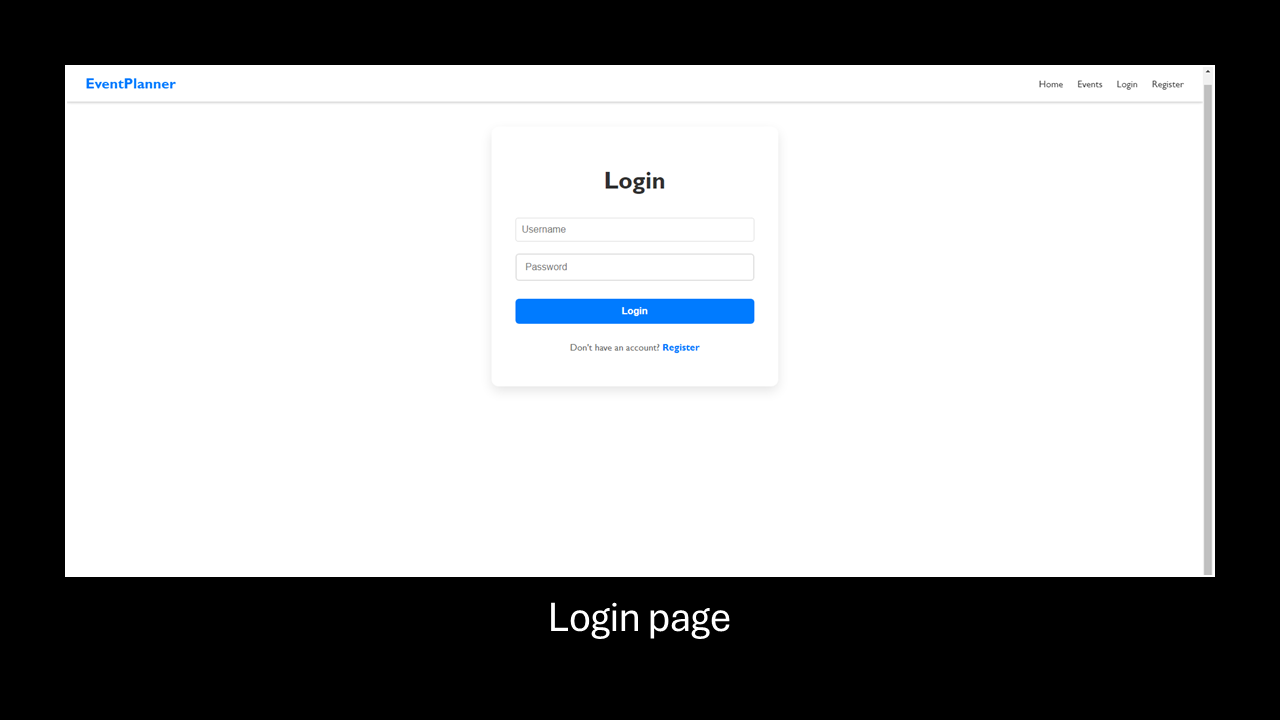 EventPlanner
Home Events Login Register
Login
Username
Password
Login
Don't have an account? Register
Login page